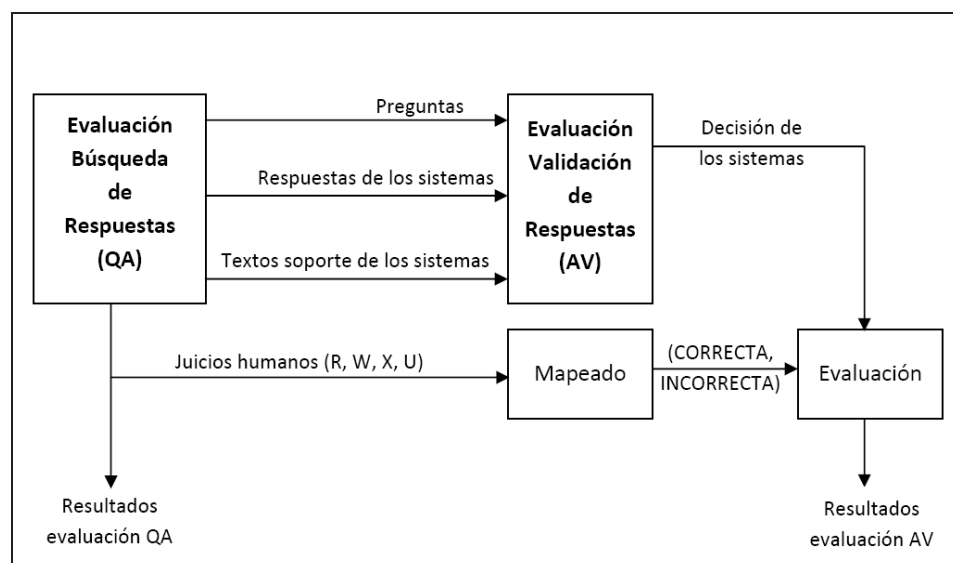 Evaluación
Búsqueda
de
Respuestas
(QA)
Preguntas
Respuestas de los sistemas
Textos soporte de los sistemas
Evaluación
Validación
de
Respuestas
(AV)
Decisión de
los sistemas
Juicios humanos (R, W, X, U)
Mapeado
(CORRECTA,
INCORRECTA)
Evaluación
Resultados
evaluación QA
Resultados
evaluación AV